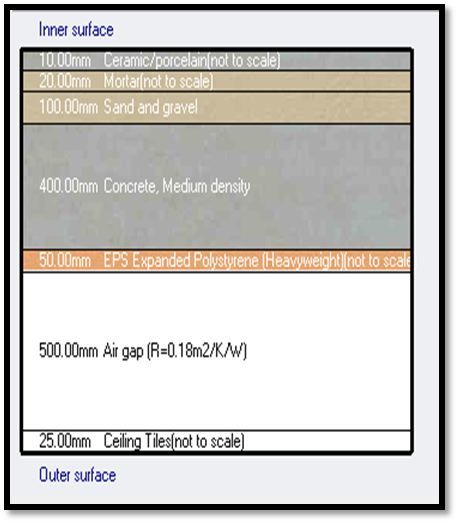 Inner surface
10.00mm Ceramic/porcelain(not to scale)
20.00mm Mortar(not to scale)
100.00mm Sand and gravel
400.00mm Concrete, Medium density
50.00mm EPS Expanded Polystyrene (Heavyweight)(not to scale
500.00mm Air gap (R=0.18m2/K/W)
25.00mm Ceiling Tiles(not to scale)
Outer surface